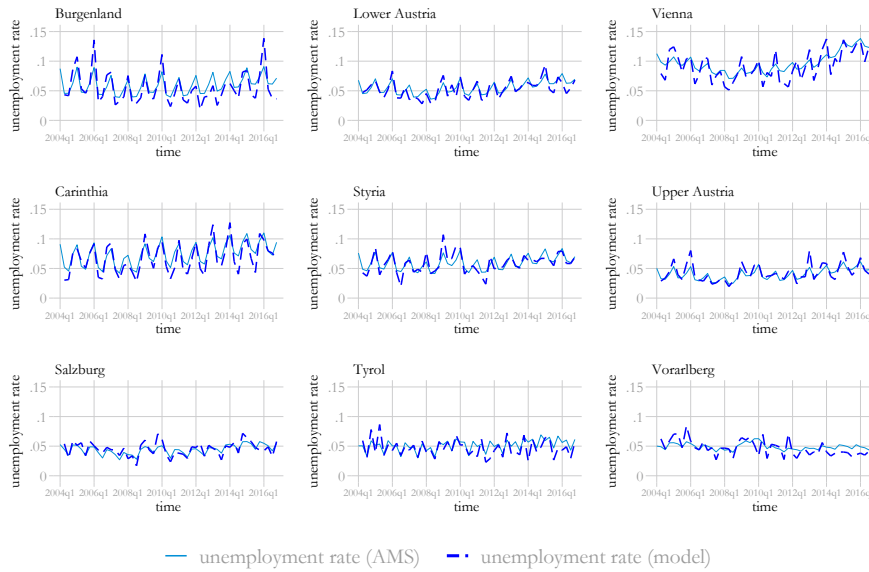 Burgenland
Lower Austria
Vienna
unemployment rate
.15
.1
.05
0
2004q1 2006q1 2008q1 2010q1 2012q1 2014q1 2016q1
time
unemployment rate
.15
.1
.05
0
2004q1 2006q1 2008q1 2010q1 2012q1 2014q1 2016q1
time
unemployment rate
.15
.1
.05
0
2004q1 2006q1 2008q1 2010q1 2012q1 2014q1 2016q1
time
Carinthia
Styria
Upper Austria
unemployment rate
.15
.1
.05
0
2004q1 2006q1 2008q1 2010q1 2012q1 2014q1 2016q1
time
unemployment rate
.15
.1
.05
0
2004q1 2006q1 2008q1 2010q1 2012q1 2014q1 2016q1
time
unemployment rate
.15
.1
.05
0
2004q1 2006q1 2008q1 2010q1 2012q1 2014q1 2016q1
time
Salzburg
Tyrol
Vorarlberg
unemployment rate
.15
.1
.05
0
2004q1 2006q1 2008q1 2010q1 2012q1 2014q1 2016q1
time
unemployment rate
.15
.1
.05
0
2004q1 2006q1 2008q1 2010q1 2012q1 2014q1 2016q1
time
unemployment rate
.15
.1
.05
0
2004q1 2006q1 2008q1 2010q1 2012q1 2014q1 2016q1
time
unemployment rate (AMS) unemployment rate (model)